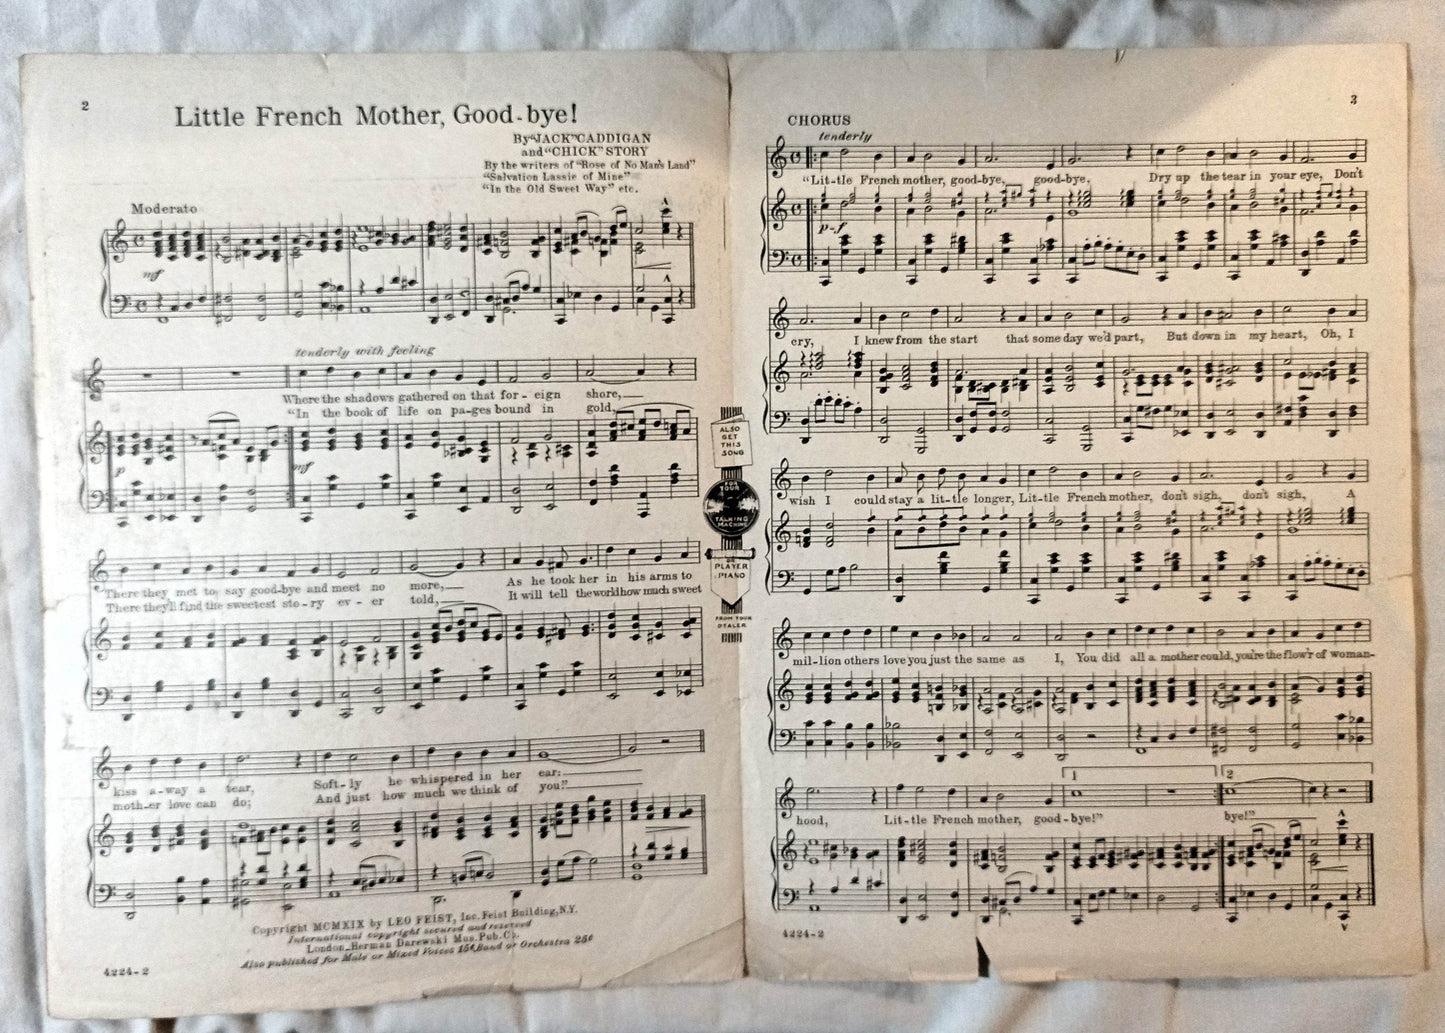 2
Little French Mother, Good-bye!
By "JACK" CADDIGAN
and "CHICK" STORY
By the writers of "Rose of No Man's Land"
"Salvation Lassie of Mine"
"In the Old Sweet Way" etc.
Moderato
mf
tenderly with feeling
Where the shadows gathered on that for-eign shore,
"In the book of life on pa-ges bound in gold,
p
mf
There they met to say good-bye and meet no more, As he took her in his arms to
There they'll find the sweetest sto-ry ev-er told, It will tell the world how much sweet
kiss a-way a tear, Soft-ly he whispered in her ear:
moth-er love can do; And just how much we think of you?"
Copyright MCMXIX by LEO FEIST, Inc. Feist Building, N.Y.
International copyright secured and reserved
London_Herman Darewski Mus. Pub. Co.
Also published for Male or Mixed Voices 15¢, Band or Orchestra 25¢
4224-2
ALSO
GET
THIS
SONG
FOR
YOUR
TALKING
MACHINE
OR
PLAYER
PIANO
FROM YOUR
DEALER
3
CHORUS
tenderly
"Lit-tle French mother, good-bye, good-bye. Dry up the tear in your eye, Don't
p-f
cry, I knew from the start that some day we'd part, But down in my heart, Oh, I
wish I could stay a lit-tle longer, Lit-tle French mother, don't sigh, don't sigh, A
mil-lion others love you just the same as I, You did all a mother could, you're the flow'r of woman-
1
2
hood, Lit-tle French mother, good-bye!" bye!"
4224-2